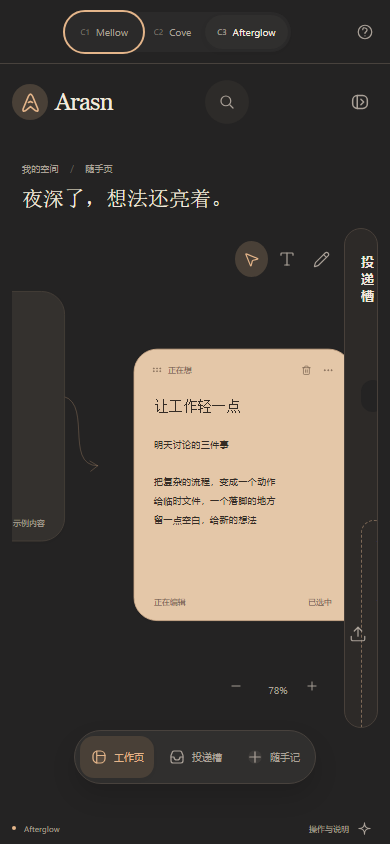 C1 Mellow
C2 Cove
C3 Afterglow
Arasn
我的空间 / 随手页
夜深了，想法还亮着。
投递槽
正在想
让工作轻一点
明天讨论的三件事
把复杂的流程，变成一个动作
给临时文件，一个落脚的地方
留一点空白，给新的想法
示例内容
正在编辑
已选中
78%
工作页
投递槽
随手记
Afterglow
操作与说明